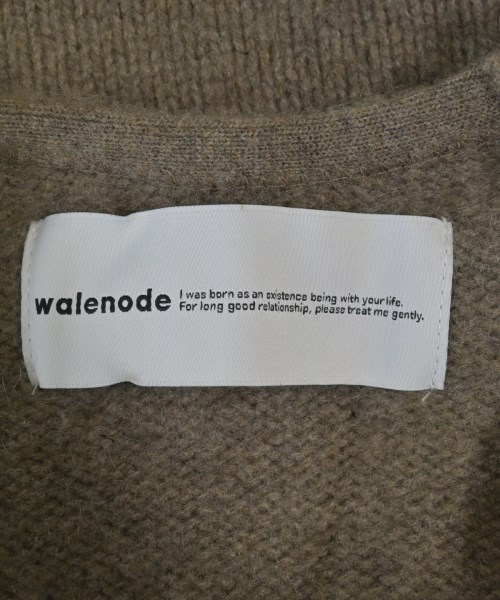 walenode
I was born as an existence being with your life.
For long good relationship, please treat me gently.